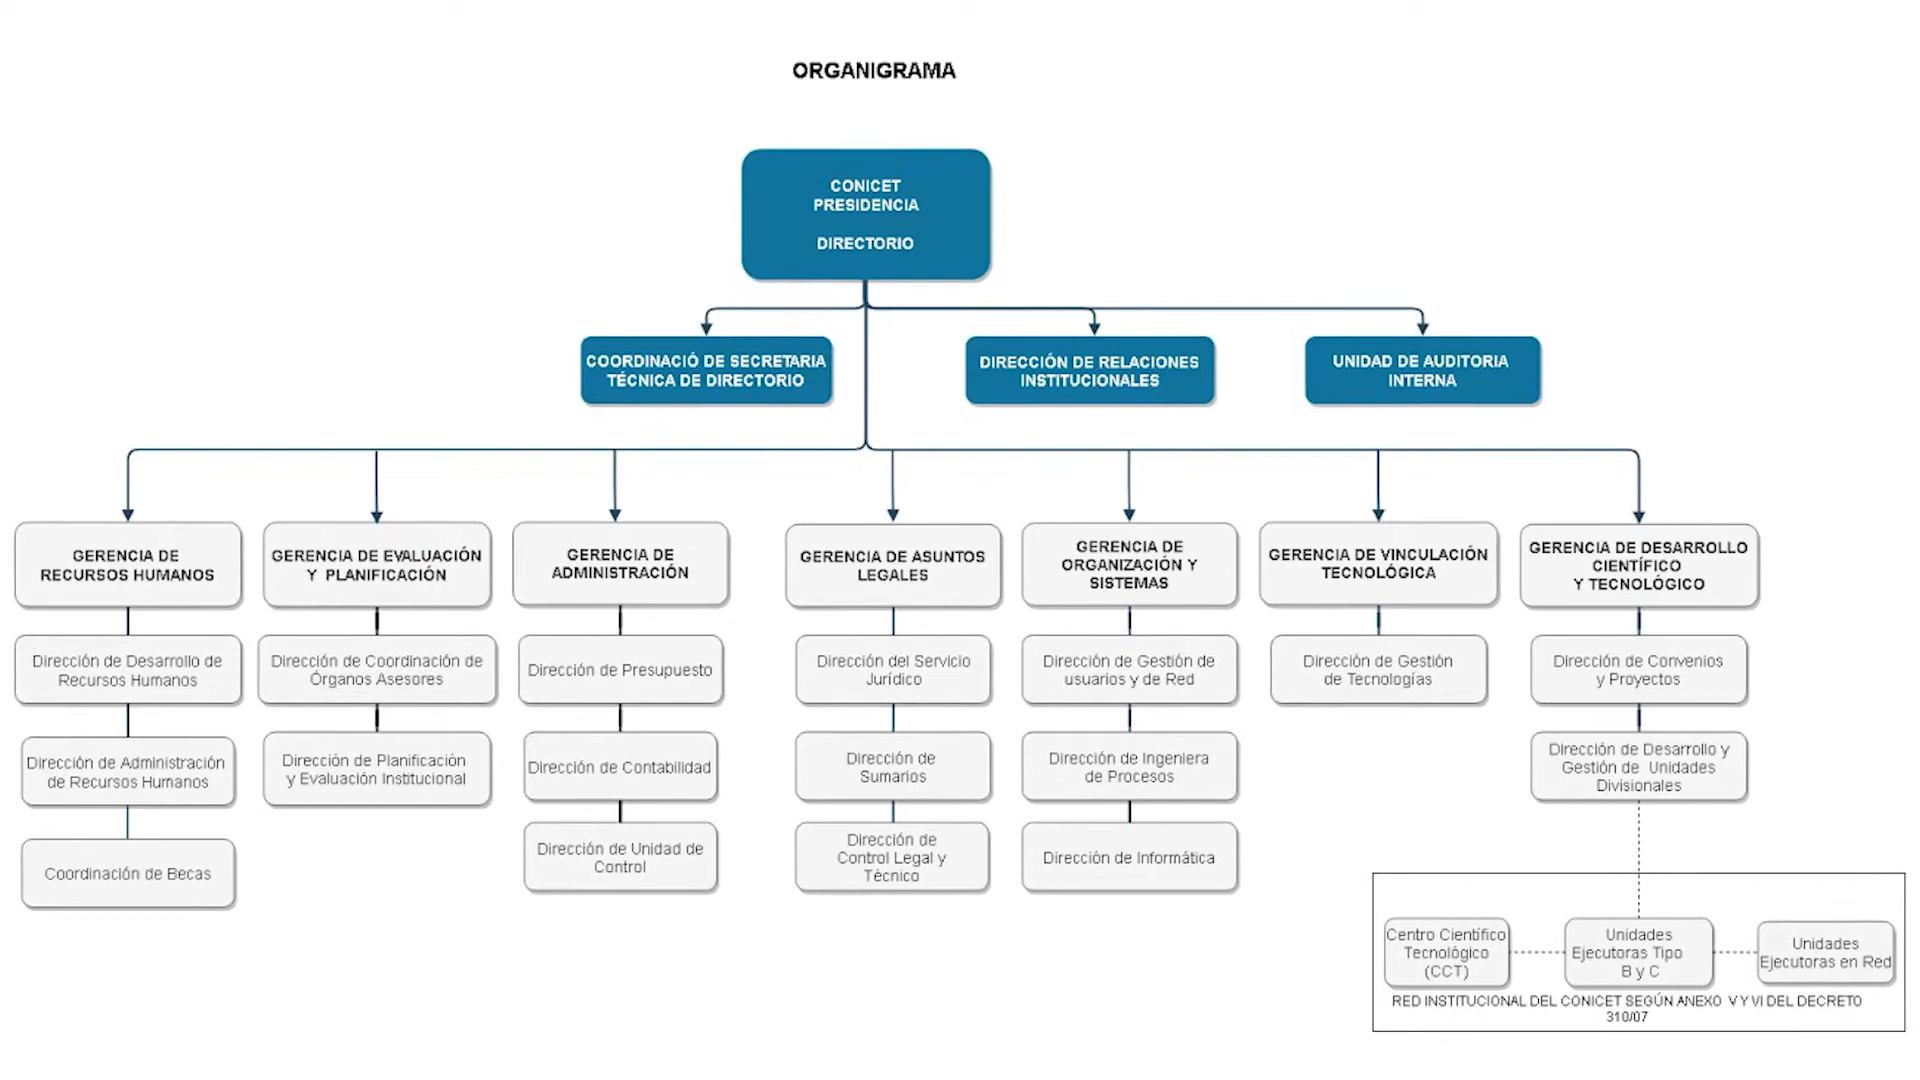 ORGANIGRAMA
CONICET
PRESIDENCIA
DIRECTORIO
COORDINACIÓ DE SECRETARIA
TÉCNICA DE DIRECTORIO
DIRECCIÓN DE RELACIONES
INSTITUCIONALES
UNIDAD DE AUDITORIA
INTERNA
GERENCIA DE
RECURSOS HUMANOS
GERENCIA DE EVALUACIÓN
Y PLANIFICACIÓN
GERENCIA DE
ADMINISTRACIÓN
GERENCIA DE ASUNTOS
LEGALES
GERENCIA DE
ORGANIZACIÓN Y
SISTEMAS
GERENCIA DE VINCULACIÓN
TECNOLÓGICA
GERENCIA DE DESARROLLO
CIENTÍFICO
Y TECNOLÓGICO
Dirección de Desarrollo de
Recursos Humanos
Dirección de Coordinación de
Órganos Asesores
Dirección de Presupuesto
Dirección del Servicio
Jurídico
Dirección de Gestión de
usuarios y de Red
Dirección de Gestión
de Tecnologías
Dirección de Convenios
y Proyectos
Dirección de Administración
de Recursos Humanos
Dirección de Planificación
y Evaluación Institucional
Dirección de Contabilidad
Dirección de
Sumarios
Dirección de Ingeniera
de Procesos
Dirección de Desarrollo y
Gestión de Unidades
Divisionales
Coordinación de Becas
Dirección de Unidad de
Control
Dirección de
Control Legal y
Técnico
Dirección de Informática
Centro Científico
Tecnológico
(CCT)
Unidades
Ejecutoras Tipo
B y C
Unidades
Ejecutoras en Red
RED INSTITUCIONAL DEL CONICET SEGÚN ANEXO V Y VI DEL DECRETO
310/07